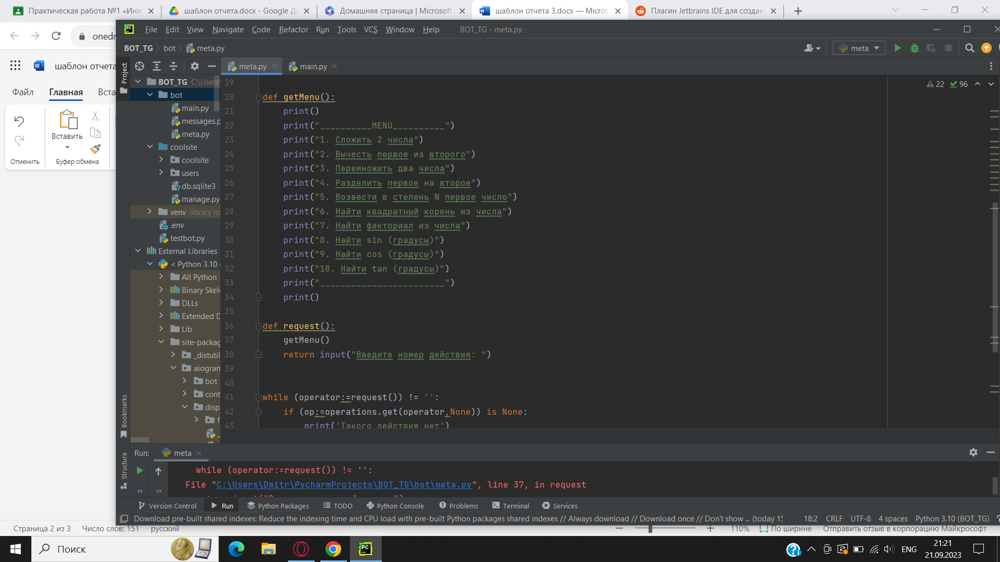 Практическая работа №1 «Инж
шаблон отчета.docx - Google Ди
Домашняя страница | Microsoft
шаблон отчета 3.docx — Micros
Плагин Jetbrains IDE для создан
onedr
шаблон отчета
Файл
Главная
Вста
Вставить
Отменить
Буфер обмена
PC
File Edit View Navigate Code Refactor Run Tools VCS Window Help
BOT_TG - meta.py
BOT_TG bot meta.py
meta
Project
meta.py
main.py
22 96
BOT_TG C:\Users\
bot
main.py
messages.p
meta.py
coolsite
coolsite
users
db.sqlite3
manage.py
venv library ro
.env
testbot.py
External Libraries
< Python 3.10 (
All Python
Binary Skele
DLLs
Extended D
Lib
site-packag
_distutil
aiogram
bot
cont
disp
f
Bookmarks
Structure
19
20 def getMenu():
21 print()
22 print("__________MENU__________")
23 print("1. Сложить 2 числа")
24 print("2. Вычесть первое из второго")
25 print("3. Перемножить два числа")
26 print("4. Разделить первое на второе")
27 print("5. Возвести в степень N первое число")
28 print("6. Найти квадратный корень из числа")
29 print("7. Найти факториал из числа")
30 print("8. Найти sin (градусы)")
31 print("9. Найти cos (градусы)")
32 print("10. Найти tan (градусы)")
33 print("________________________")
34 print()
35
36 def request():
37 getMenu()
38 return input("Введите номер действия: ")
39
40
41 while (operator:=request()) != '':
42 if (op:=operations.get(operator,None)) is None:
43 print('Такого действия нет')
Run: meta
while (operator:=request()) != '':
File "C:\Users\Dmitr\PycharmProjects\BOT_TG\bot\meta.py", line 37, in request
Version Control Run Python Packages TODO Python Console Problems Terminal Services
Download pre-built shared indexes: Reduce the indexing time and CPU load with pre-built Python packages shared indexes // Always download // Download once // Don't show ... (today 15
18:2 CRLF UTF-8 4 spaces Python 3.10 (BOT_TG)
Страница 2 из 3 Число слов: 151 русский
110% По ширине Отправить отзыв в корпорацию Майкрософт
Поиск
PC
ENG
21:21
21.09.2023